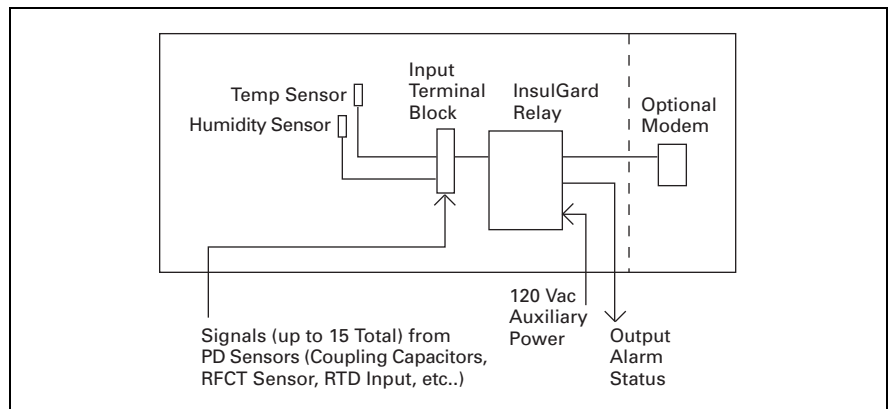 Input
Terminal
Block
InsulGard
Relay
Optional
Modem
Temp Sensor
Humidity Sensor
120 Vac
Auxiliary
Power
Output
Alarm
Status
Signals (up to 15 Total) from
PD Sensors (Coupling Capacitors,
RFCT Sensor, RTD Input, etc..)